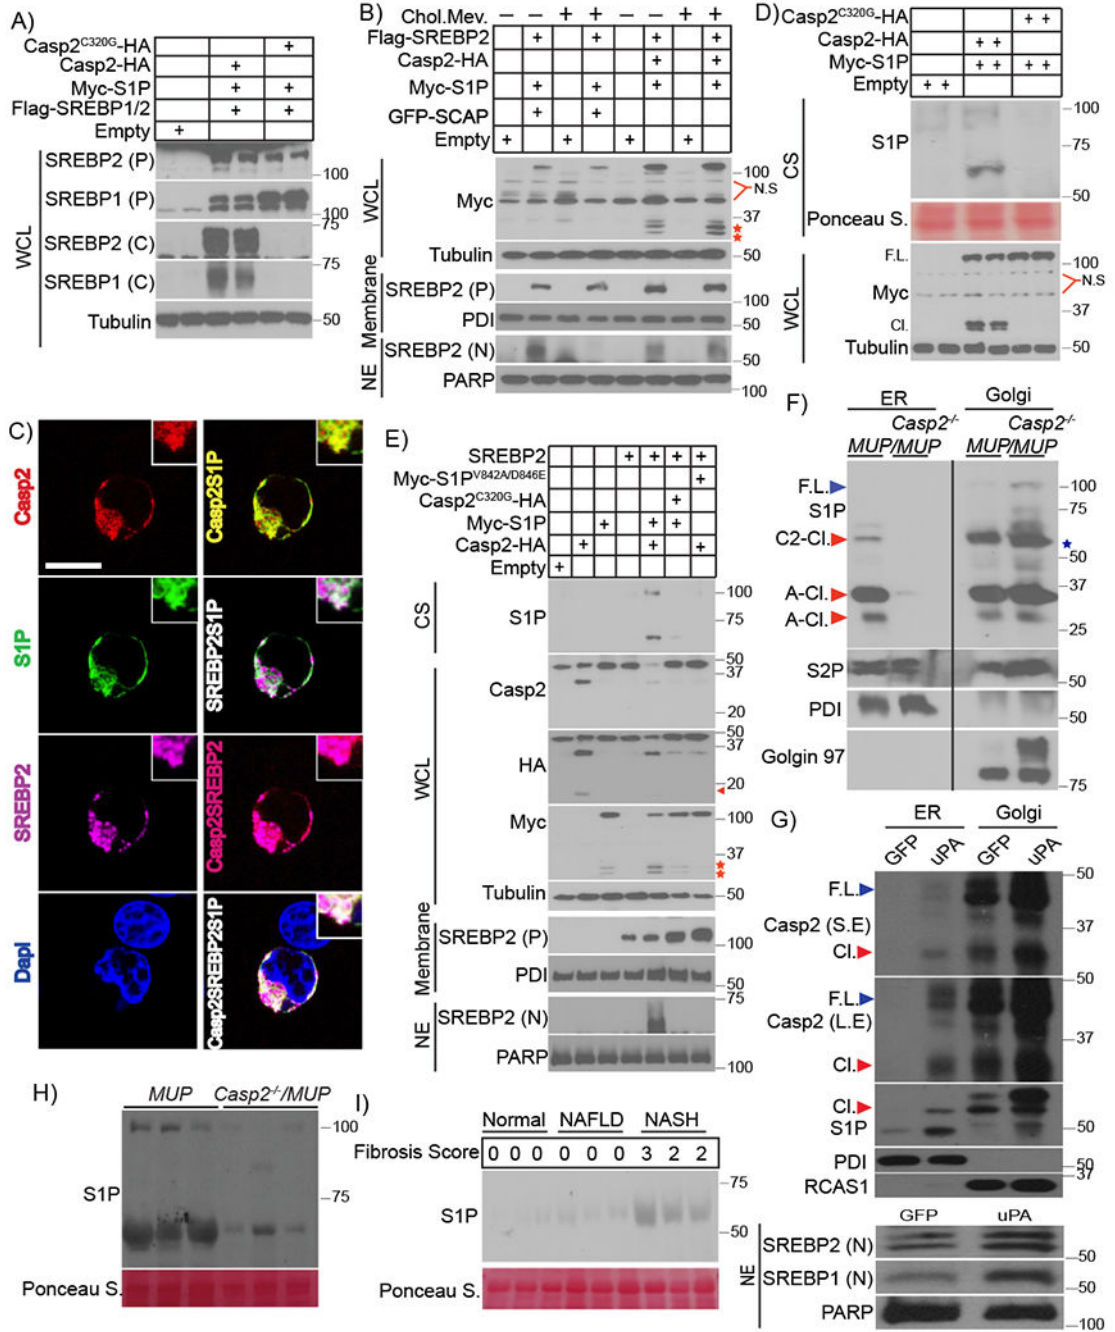 A)
Casp2C320G-HA +
Casp2-HA +
Myc-S1P + +
Flag-SREBP1/2 + +
Empty + +
WCL
SREBP2 (P) 100
SREBP1 (P) 100
SREBP2 (C) 75
SREBP1 (C) 75
Tubulin 50
B)
Chol.Mev. – – + + – – + +
Flag-SREBP2 + + + +
Casp2-HA + +
Myc-S1P + + + +
GFP-SCAP + +
Empty + + + +
WCL
Myc 100 N.S 37
Tubulin 50
Membrane
SREBP2 (P) 100
PDI
NE
SREBP2 (N) 50
PARP 100
D)
Casp2C320G-HA + +
Casp2-HA + +
Myc-S1P + + + +
Empty + +
CS
S1P 100 75 50
Ponceau S.
WCL
F.L. 100
Myc N.S 37
Cl.
Tubulin 50
C)
Casp2
Casp2S1P
S1P
SREBP2S1P
SREBP2
Casp2SREBP2
DapI
Casp2SREBP2S1P
E)
SREBP2 + + + +
Myc-S1PV842A/D846E +
Casp2C320G-HA +
Myc-S1P + + +
Casp2-HA + + +
Empty +
CS
S1P 100 75 50
WCL
Casp2 37 20
HA 50 37 20
Myc 100 37
Tubulin 50
Membrane
SREBP2 (P) 100
PDI
NE
SREBP2 (N) 75
PARP 100
F)
ER Golgi
MUP Casp2-/-/MUP MUP Casp2-/-/MUP
F.L. 100
S1P 75
C2-Cl. 50
A-Cl. 37
A-Cl. 25
S2P 50
PDI 50
Golgin 97 75
G)
ER Golgi
GFP uPA GFP uPA
F.L. 50
Casp2 (S.E) 37
Cl.
F.L. 50
Casp2 (L.E) 37
Cl.
Cl.
S1P 50
PDI 50
RCAS1 37
GFP uPA
NE
SREBP2 (N) 50
SREBP1 (N) 50
PARP 100
H)
MUP Casp2-/-/MUP
S1P 100 75
Ponceau S.
I)
Normal NAFLD NASH
Fibrosis Score 0 0 0 0 0 0 3 2 2
S1P 75 50
Ponceau S.